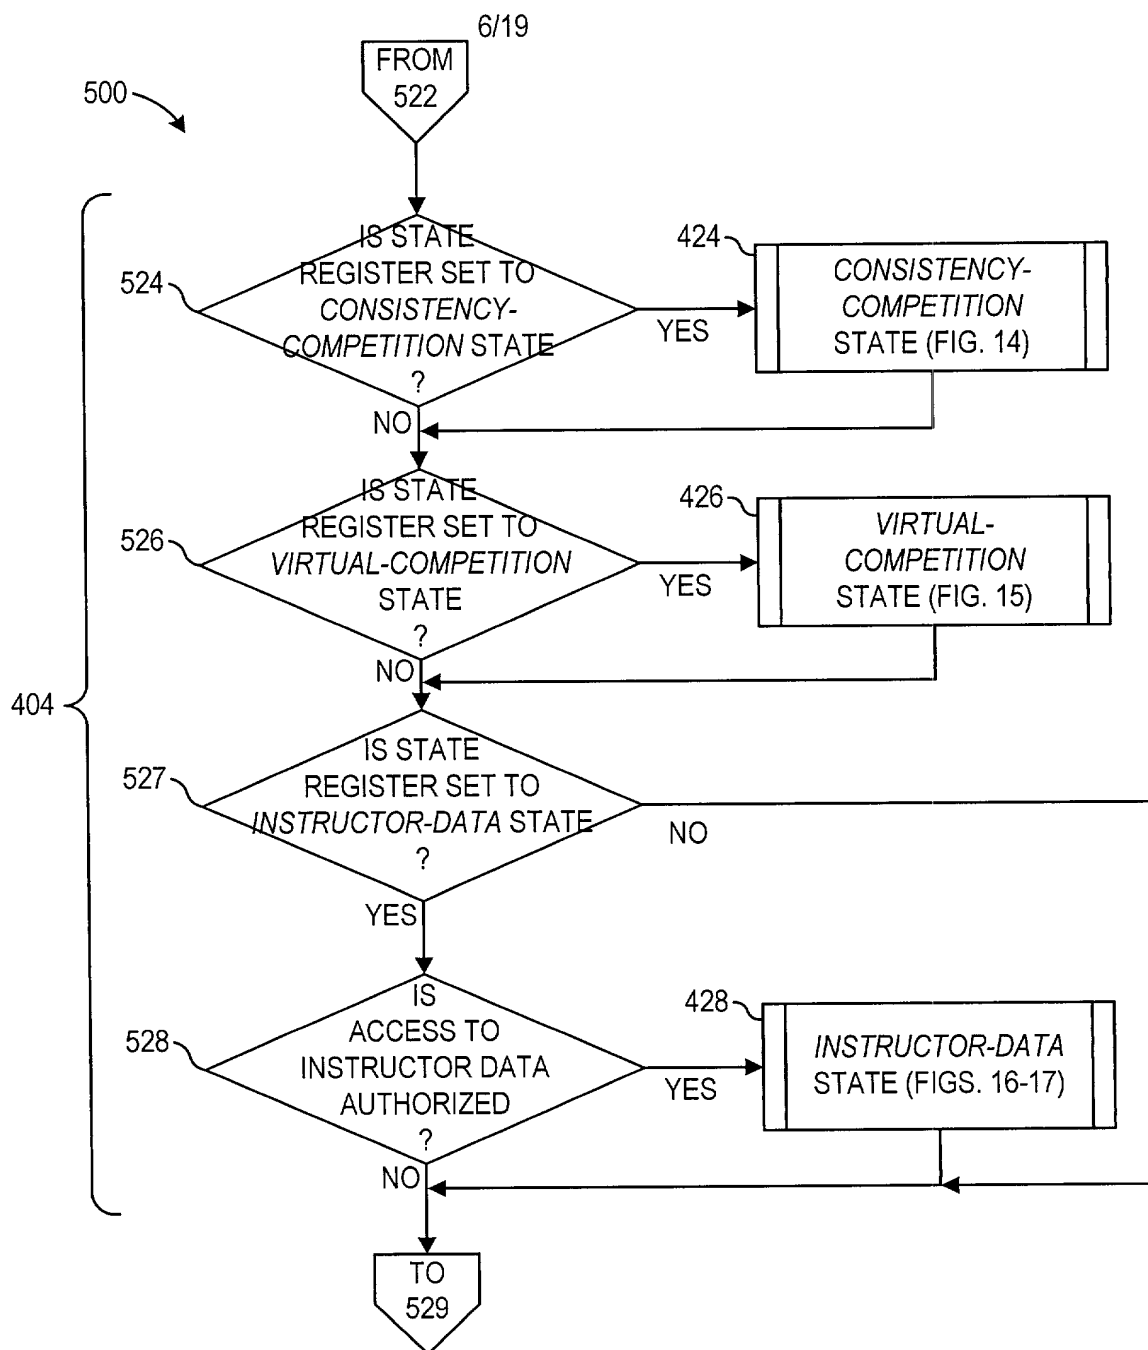 6/19
FROM
522
500
IS STATE
REGISTER SET TO
CONSISTENCY-
COMPETITION STATE
?
524
YES
424
CONSISTENCY-
COMPETITION
STATE (FIG. 14)
NO
IS STATE
REGISTER SET TO
VIRTUAL-COMPETITION
STATE
?
526
YES
426
VIRTUAL-
COMPETITION
STATE (FIG. 15)
NO
404
IS STATE
REGISTER SET TO
INSTRUCTOR-DATA STATE
?
527
NO
YES
IS
ACCESS TO
INSTRUCTOR DATA
AUTHORIZED
?
528
YES
428
INSTRUCTOR-DATA
STATE (FIGS. 16-17)
NO
TO
529